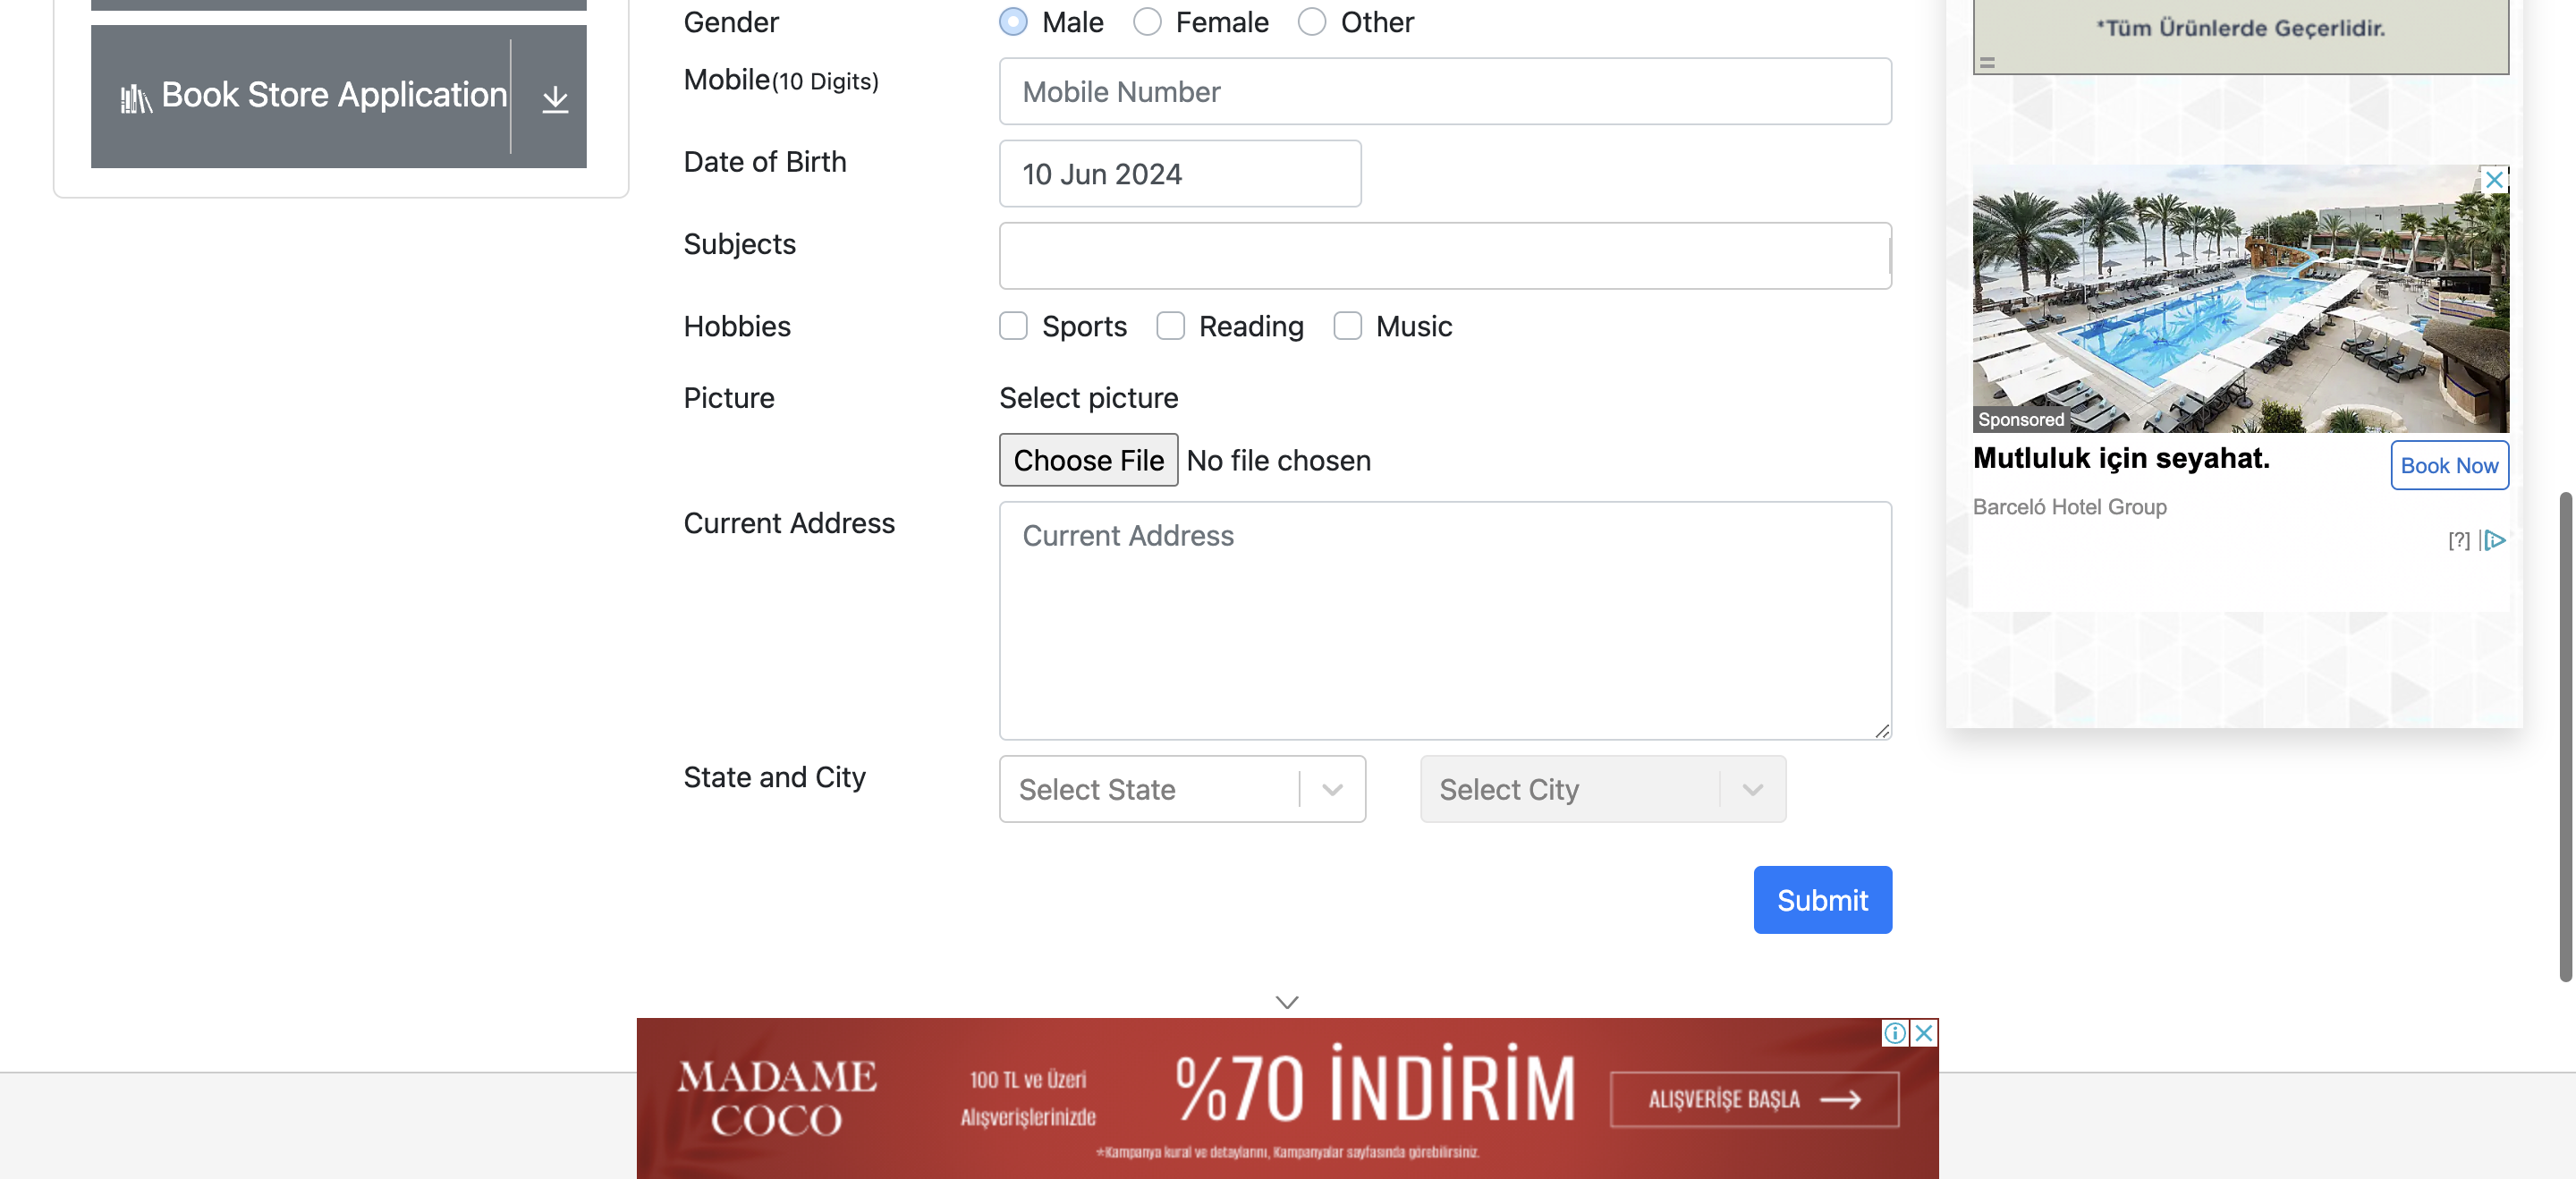 Book Store Application
Gender
Male Female Other
Mobile(10 Digits)
Mobile Number
Date of Birth
10 Jun 2024
Subjects
Hobbies
Sports Reading Music
Picture
Select picture
Choose File No file chosen
Current Address
Current Address
State and City
Select State
Select City
Submit
*Tüm Ürünlerde Geçerlidir.
Sponsored
Mutluluk için seyahat.
Book Now
Barceló Hotel Group
[?]
MADAME
COCO
100 TL ve Üzeri
Alışverişlerinizde
%70 İNDİRİM
ALIŞVERİŞE BAŞLA
*Kampanya kural ve detaylarını, Kampanyalar sayfasında görebilirsiniz.